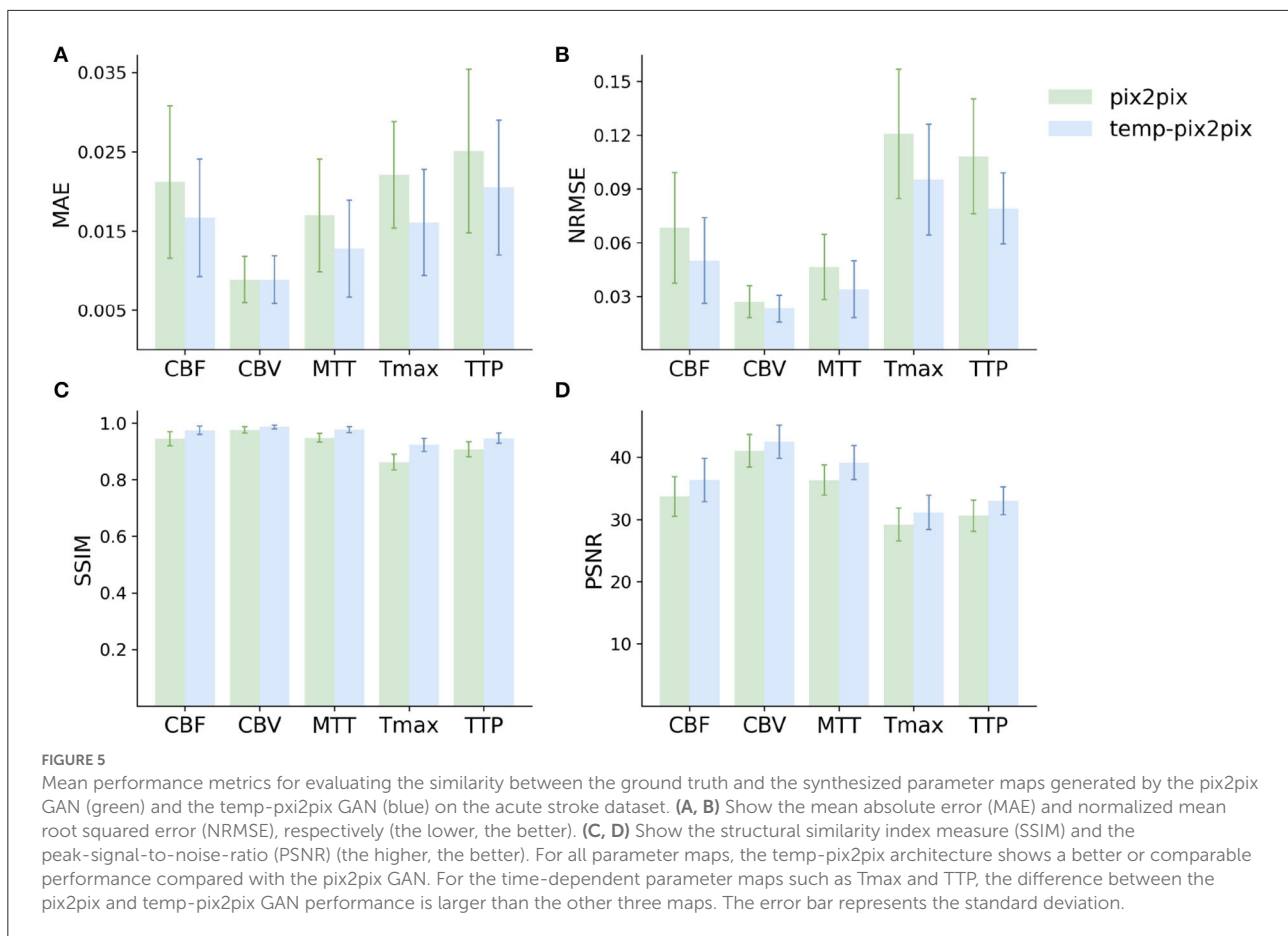 A
MAE
0.035
0.025
0.015
0.005
CBF CBV MTT Tmax TTP
B
NRMSE
0.15
0.12
0.09
0.06
0.03
CBF CBV MTT Tmax TTP
pix2pix
temp-pix2pix
C
SSIM
1.0
0.8
0.6
0.4
0.2
CBF CBV MTT Tmax TTP
D
PSNR
40
30
20
10
CBF CBV MTT Tmax TTP
FIGURE 5
Mean performance metrics for evaluating the similarity between the ground truth and the synthesized parameter maps generated by the pix2pix
GAN (green) and the temp-pxi2pix GAN (blue) on the acute stroke dataset. (A, B) Show the mean absolute error (MAE) and normalized mean
root squared error (NRMSE), respectively (the lower, the better). (C, D) Show the structural similarity index measure (SSIM) and the
peak-signal-to-noise-ratio (PSNR) (the higher, the better). For all parameter maps, the temp-pix2pix architecture shows a better or comparable
performance compared with the pix2pix GAN. For the time-dependent parameter maps such as Tmax and TTP, the difference between the
pix2pix and temp-pix2pix GAN performance is larger than the other three maps. The error bar represents the standard deviation.